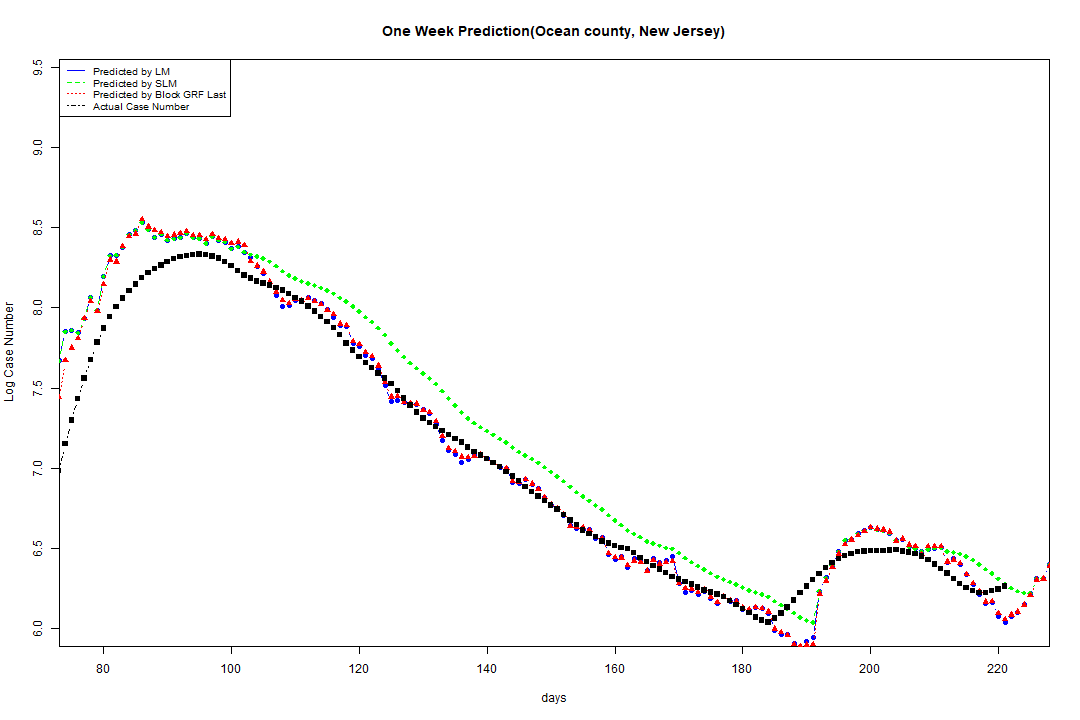 One Week Prediction(Ocean county, New Jersey)
Predicted by LM
Predicted by SLM
Predicted by Block GRF Last
Actual Case Number
Log Case Number
9.5
9.0
8.5
8.0
7.5
7.0
6.5
6.0
80 100 120 140 160 180 200 220
days